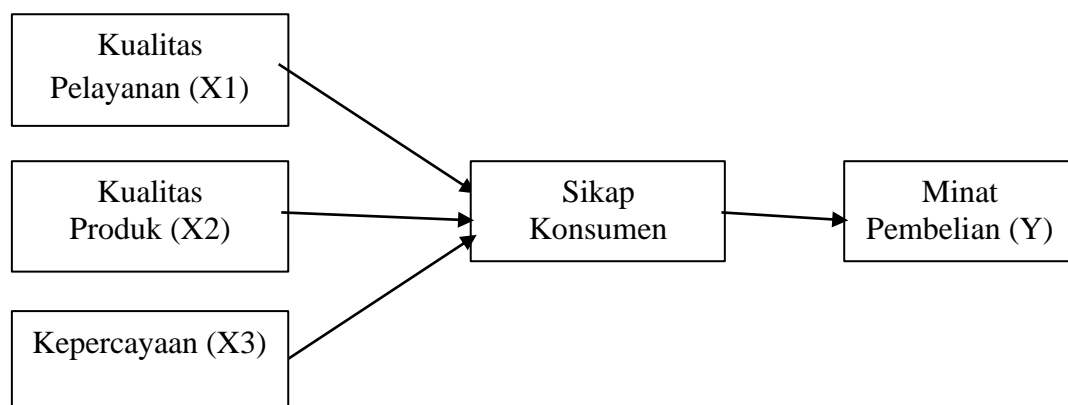 Kualitas
Pelayanan (X1)
Kualitas
Produk (X2)
Kepercayaan (X3)
Sikap
Konsumen
Minat
Pembelian (Y)